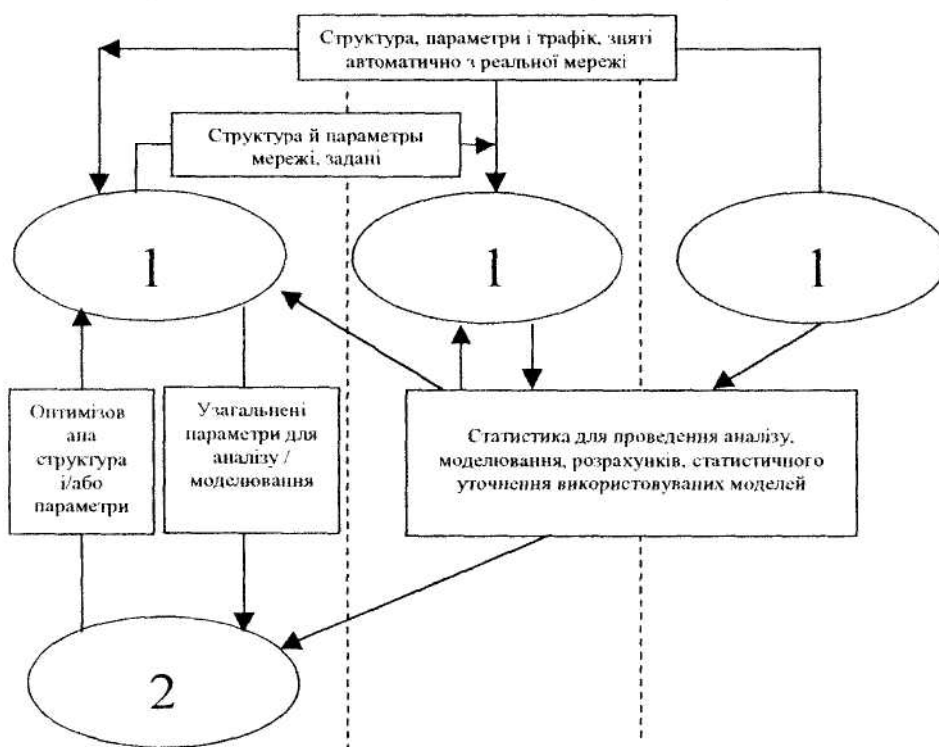 Структура, параметри і трафік, зняті
автоматично з реальної мережі
Структура й параметры
мережі, задані
1
1
1
Оптимізов
ана
структура
і/або
параметри
Узагальнені
параметри для
аналізу /
моделювання
Статистика для проведення аналізу,
моделювання, розрахунків, статистичного
уточнення використовуваних моделей
2